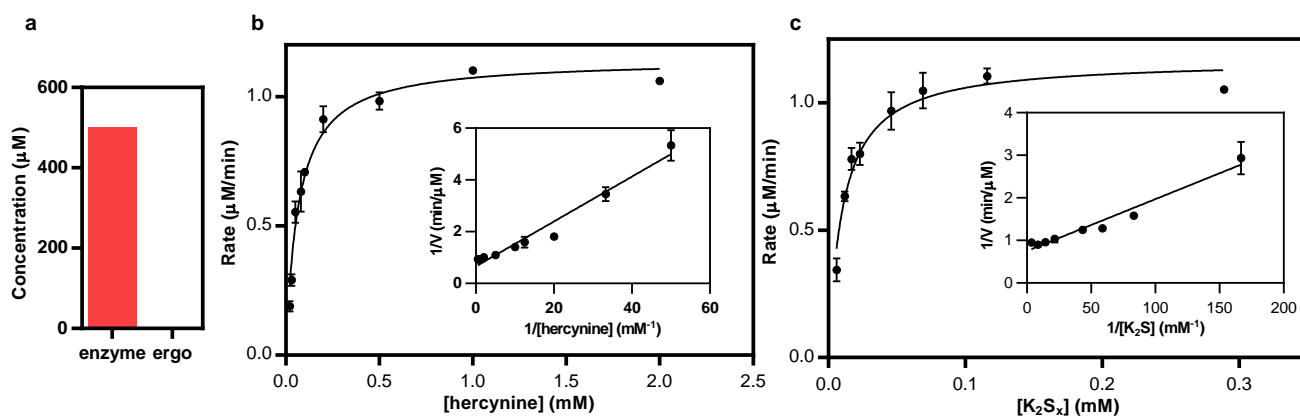 a
b
c
Concentration (μM)
600
400
200
0
enzyme ergo
Rate (μM/min)
1.0
0.5
0.0
0.0 0.5 1.0 1.5 2.0 2.5
[hercynine] (mM)
1/V (min/μM)
6
4
2
0
0 20 40 60
1/[hercynine] (mM-1)
Rate (μM/min)
1.0
0.5
0.0
0.0 0.1 0.2 0.3
[K2Sx] (mM)
1/V (min/μM)
4
3
2
1
0
0 50 100 150 200
1/[K2S] (mM-1)